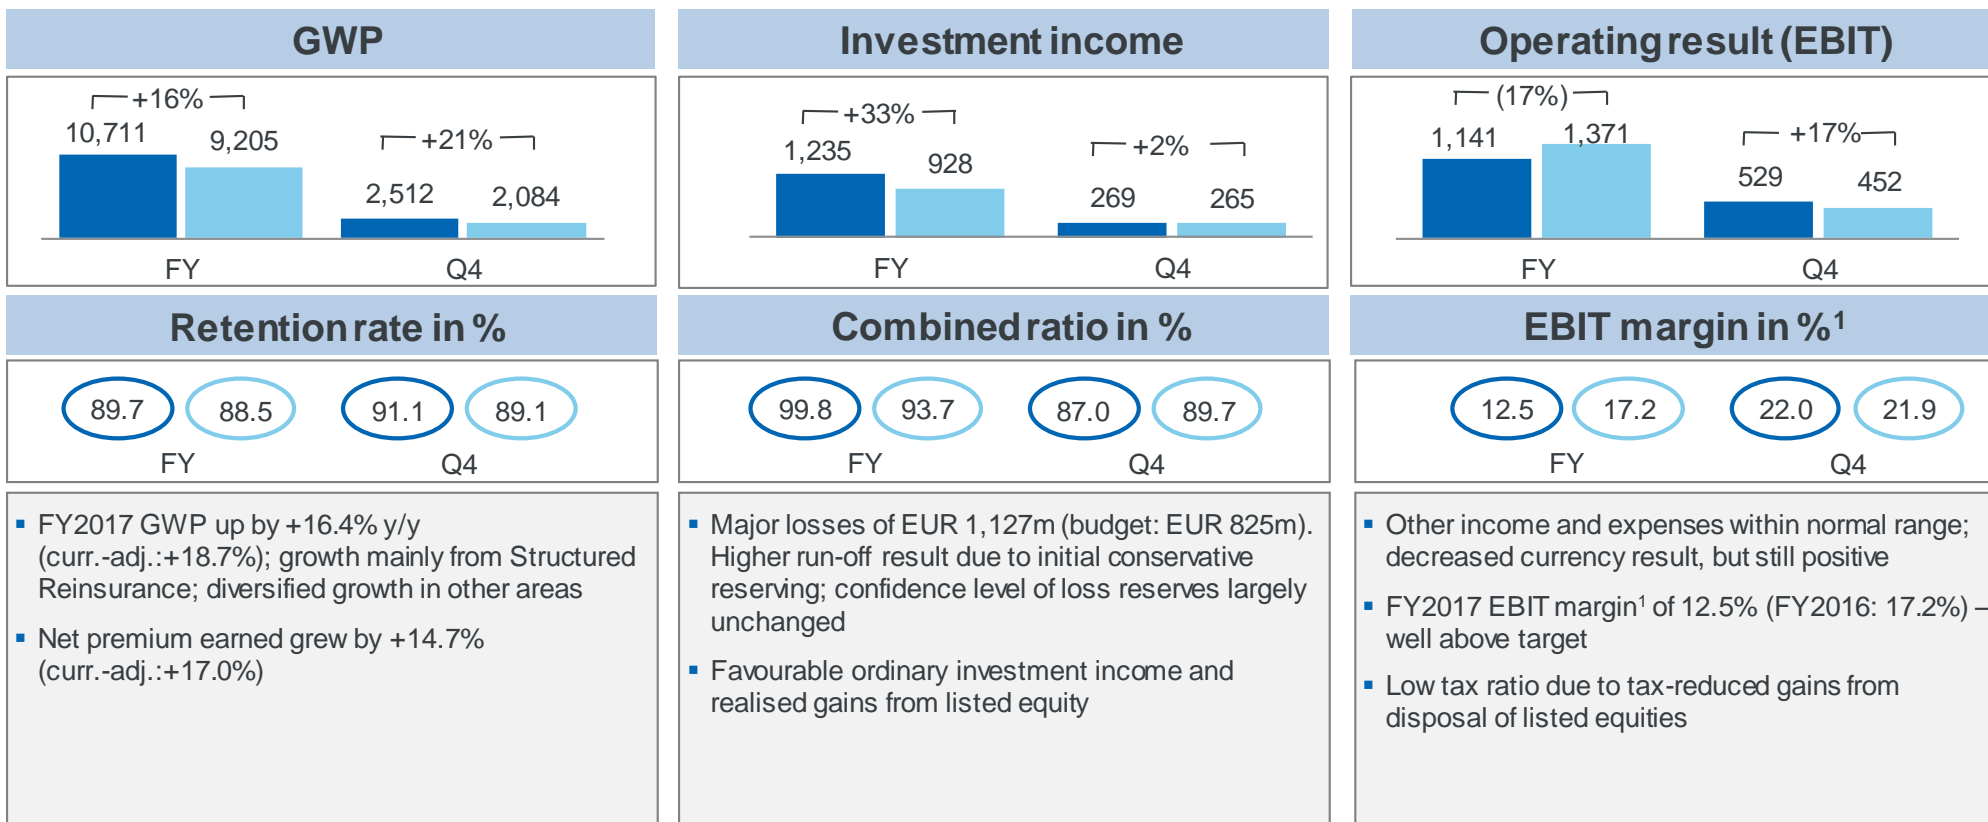 GWP
+16%
10,711
9,205
+21%
2,512
2,084
FY
Q4
Investment income
+33%
1,235
928
+2%
269
265
FY
Q4
Operating result (EBIT)
(17%)
1,141
1,371
+17%
529
452
FY
Q4
Retention rate in %
89.7
88.5
91.1
89.1
FY
Q4
Combined ratio in %
99.8
93.7
87.0
89.7
FY
Q4
EBIT margin in %¹
12.5
17.2
22.0
21.9
FY
Q4
▪ FY2017 GWP up by +16.4% y/y
(curr.-adj.:+18.7%); growth mainly from Structured
Reinsurance; diversified growth in other areas
▪ Net premium earned grew by +14.7%
(curr.-adj.:+17.0%)
▪ Major losses of EUR 1,127m (budget: EUR 825m).
Higher run-off result due to initial conservative
reserving; confidence level of loss reserves largely
unchanged
▪ Favourable ordinary investment income and
realised gains from listed equity
▪ Other income and expenses within normal range;
decreased currency result, but still positive
▪ FY2017 EBIT margin¹ of 12.5% (FY2016: 17.2%) –
well above target
▪ Low tax ratio due to tax-reduced gains from
disposal of listed equities